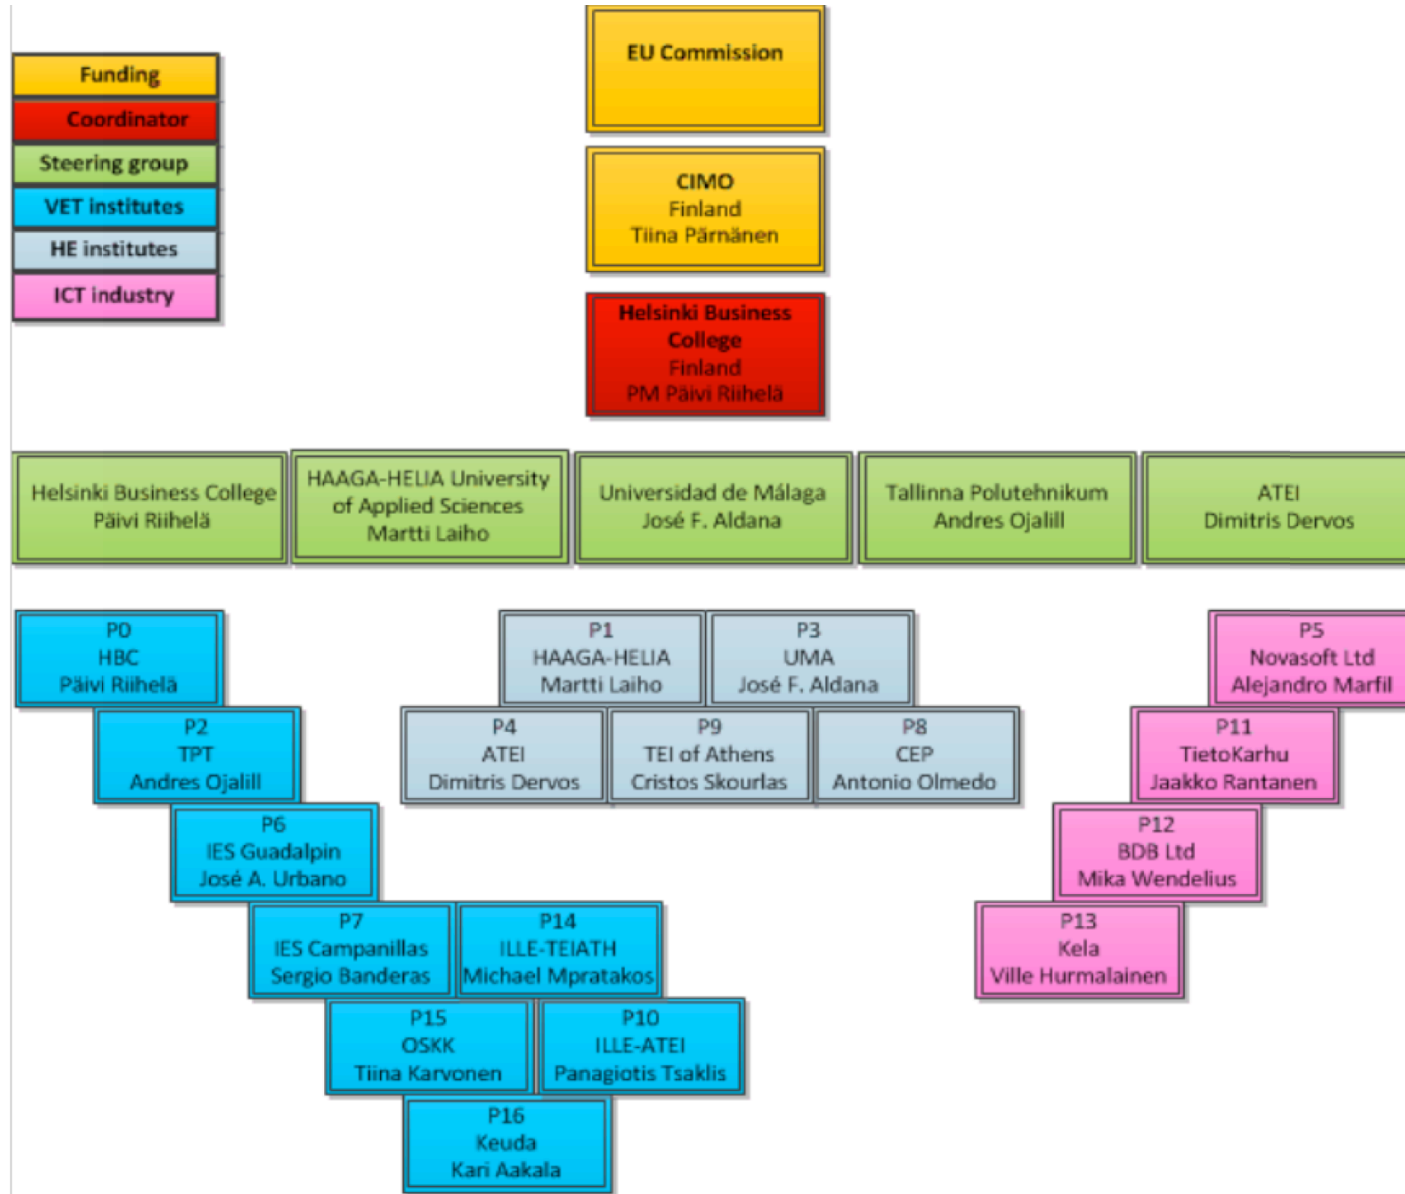 Funding
Coordinator
Steering group
VET institutes
HE institutes
ICT industry
EU Commission
CIMO
Finland
Tiina Pärnänen
Helsinki Business
College
Finland
PM Päivi Riihelä
Helsinki Business College
Päivi Riihelä
HAAGA-HELIA University
of Applied Sciences
Martti Laiho
Universidad de Málaga
José F. Aldana
Tallinna Polutehnikum
Andres Ojalill
ATEI
Dimitris Dervos
P0
HBC
Päivi Riihelä
P2
TPT
Andres Ojalill
P6
IES Guadalpin
José A. Urbano
P7
IES Campanillas
Sergio Banderas
P14
ILLE-TEIATH
Michael Mpratakos
P15
OSKK
Tiina Karvonen
P10
ILLE-ATEI
Panagiotis Tsaklis
P16
Keuda
Kari Aakala
P1
HAAGA-HELIA
Martti Laiho
P3
UMA
José F. Aldana
P4
ATEI
Dimitris Dervos
P9
TEI of Athens
Cristos Skourlas
P8
CEP
Antonio Olmedo
P5
Novasoft Ltd
Alejandro Marfil
P11
TietoKarhu
Jaakko Rantanen
P12
BDB Ltd
Mika Wendelius
P13
Kela
Ville Hurmalainen